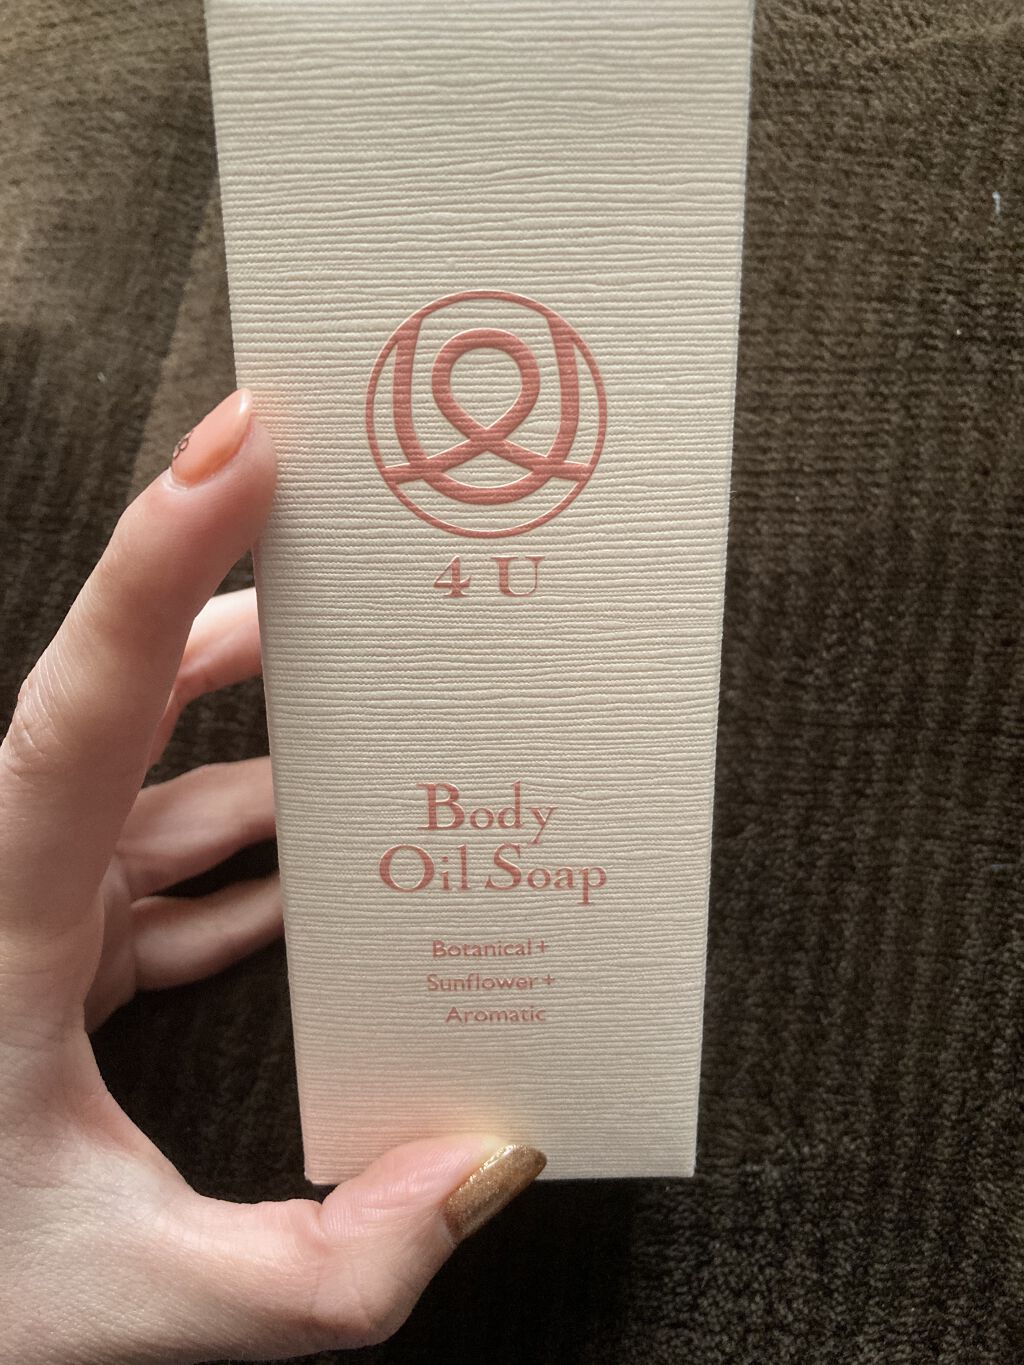 4 U
Body
Oil Soap
Botanical+
Sunflower+
Aromatic